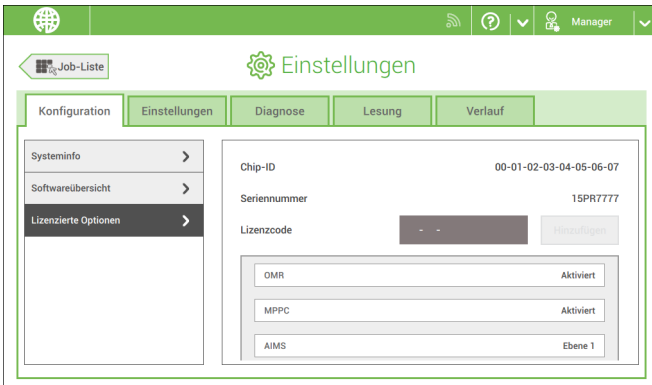 Manager
Job-Liste
Einstellungen
Konfiguration Einstellungen Diagnose Lesung Verlauf
Systeminfo
Softwareübersicht
Lizenzierte Optionen
Chip-ID 00-01-02-03-04-05-06-07
Seriennummer 15PR7777
Lizenzcode - - Hinzufügen
OMR Aktiviert
MPPC Aktiviert
AIMS Ebene 1